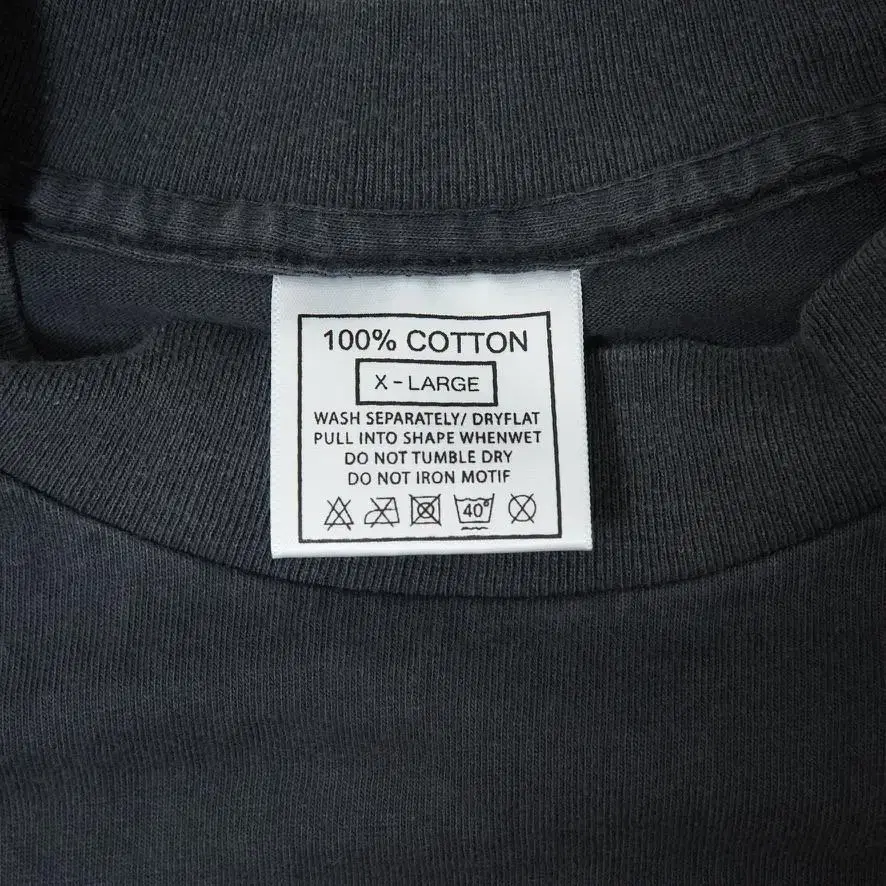 100% COTTON
X - LARGE
WASH SEPARATELY/ DRYFLAT
PULL INTO SHAPE WHENWET
DO NOT TUMBLE DRY
DO NOT IRON MOTIF
40°